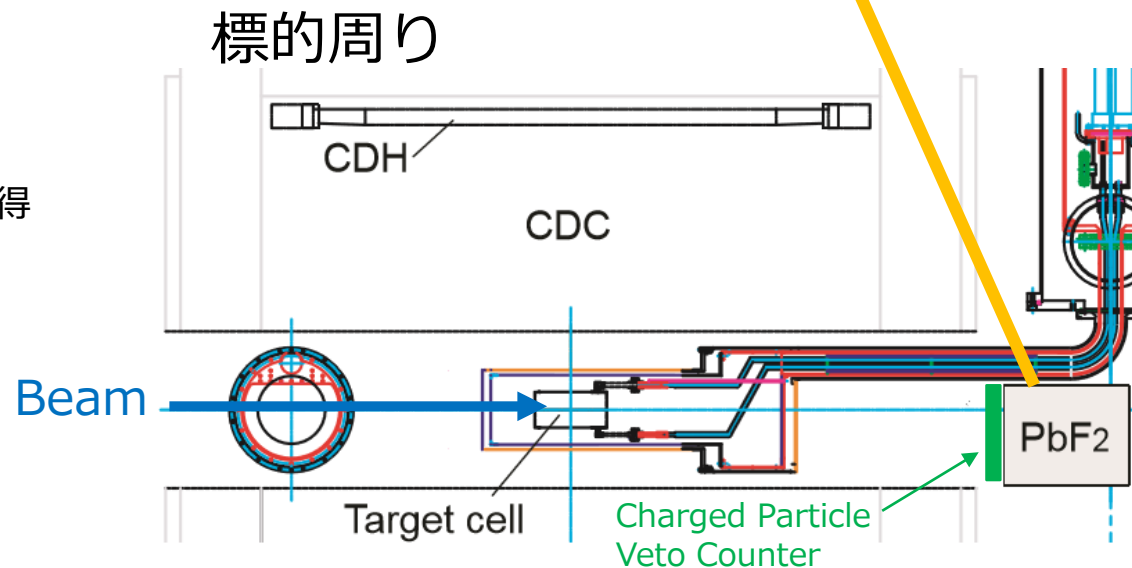 標的周り
CDH
得
CDC
Beam
PbF2
Target cell
Charged Particle
Veto Counter